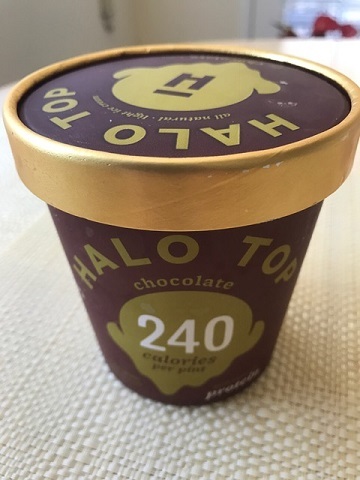 HALO TOP
H
all natural · light ice cream
HALO TOP
chocolate
240
calories
per pint
protein